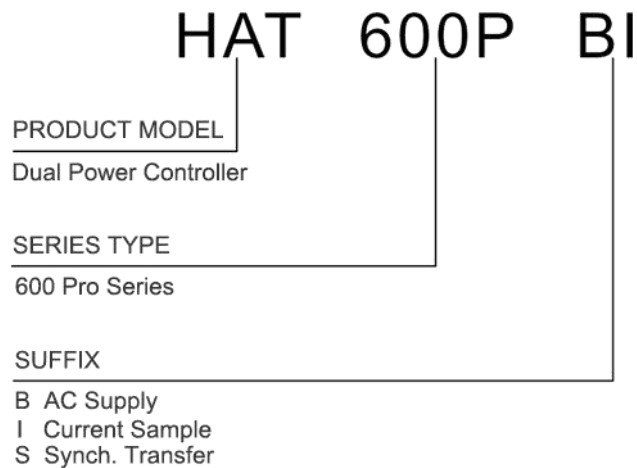 HAT 600P BI
PRODUCT MODEL
Dual Power Controller
SERIES TYPE
600 Pro Series
SUFFIX
B AC Supply
I Current Sample
S Synch. Transfer